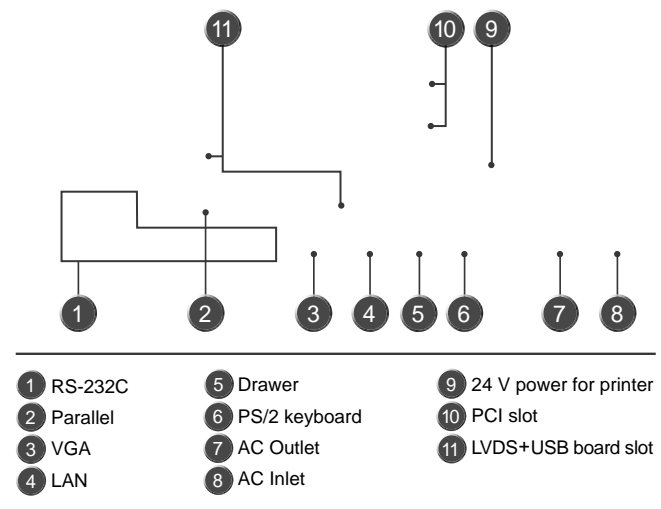 11 10 9
1 2 3 4 5 6 7 8
1 RS-232C
2 Parallel
3 VGA
4 LAN
5 Drawer
6 PS/2 keyboard
7 AC Outlet
8 AC Inlet
9 24 V power for printer
10 PCI slot
11 LVDS+USB board slot